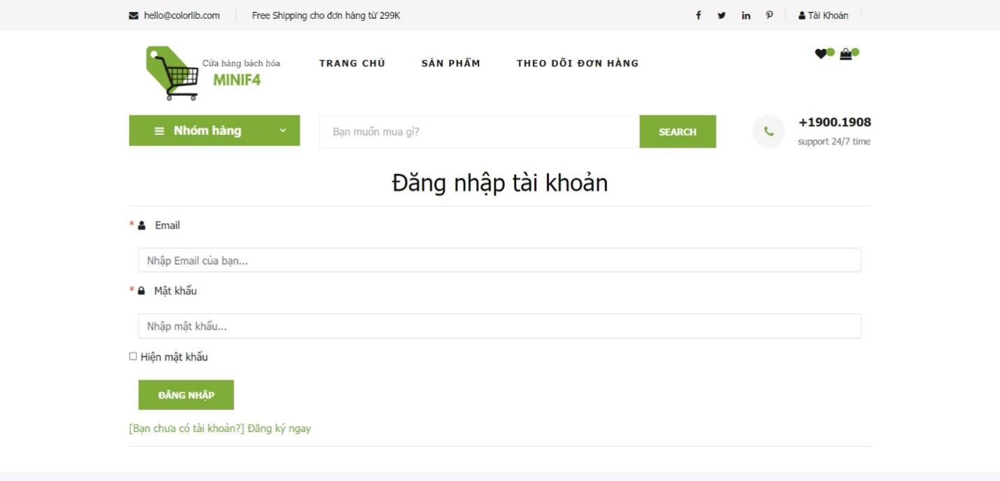 hello@colorlib.com
Free Shipping cho đơn hàng từ 299K
Tài Khoản
Cửa hàng bách hóa
MINIF4
TRANG CHỦ
SẢN PHẨM
THEO DÕI ĐƠN HÀNG
Nhóm hàng
Bạn muốn mua gì?
SEARCH
+1900.1908
support 24/7 time
Đăng nhập tài khoản
* Email
Nhập Email của bạn...
* Mật khẩu
Nhập mật khẩu...
Hiện mật khẩu
ĐĂNG NHẬP
[Bạn chưa có tài khoản?] Đăng ký ngay